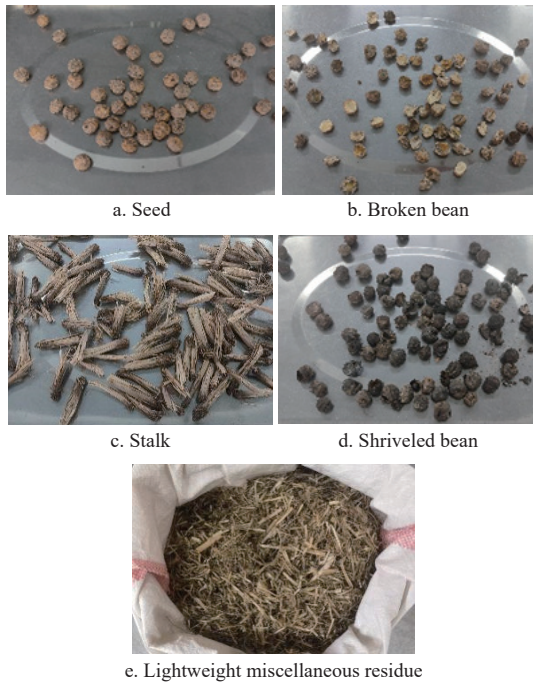 a. Seed
b. Broken bean
c. Stalk
d. Shriveled bean
e. Lightweight miscellaneous residue